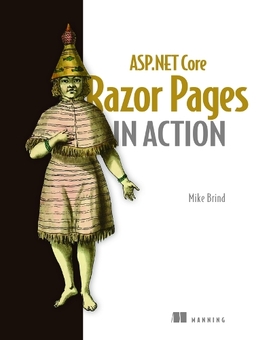 ASP.NET Core
Razor Pages
IN ACTION
Mike Brind
MANNING